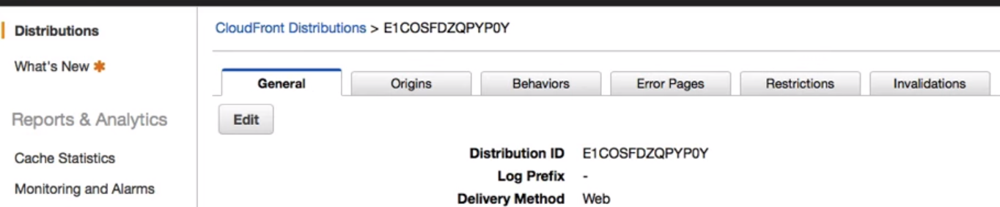 Distributions
What's New
Reports & Analytics
Cache Statistics
Monitoring and Alarms
CloudFront Distributions > E1COSFDZQPYP0Y
General
Origins
Behaviors
Error Pages
Restrictions
Invalidations
Edit
Distribution ID E1COSFDZQPYP0Y
Log Prefix -
Delivery Method Web